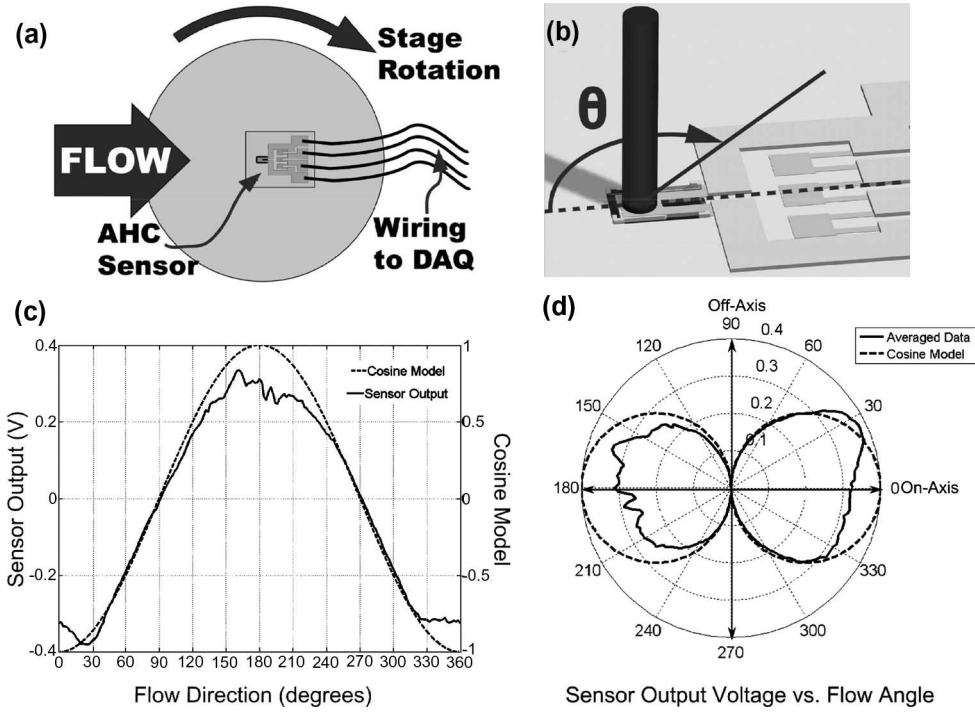 (a)
Stage
Rotation
FLOW
AHC
Sensor
Wiring
to DAQ
(b)
θ
(c)
Sensor Output (V)
0.4
0.2
0
-0.2
-0.4
Cosine Model
Sensor Output
1
0.5
0
-0.5
-1
Cosine Model
0 30 60 90 120 150 180 210 240 270 300 330 360
Flow Direction (degrees)
(d)
Off-Axis
90
0.4
0.3
0.2
0.1
Averaged Data
Cosine Model
120
60
150
30
180
0 On-Axis
210
330
240
300
270
Sensor Output Voltage vs. Flow Angle